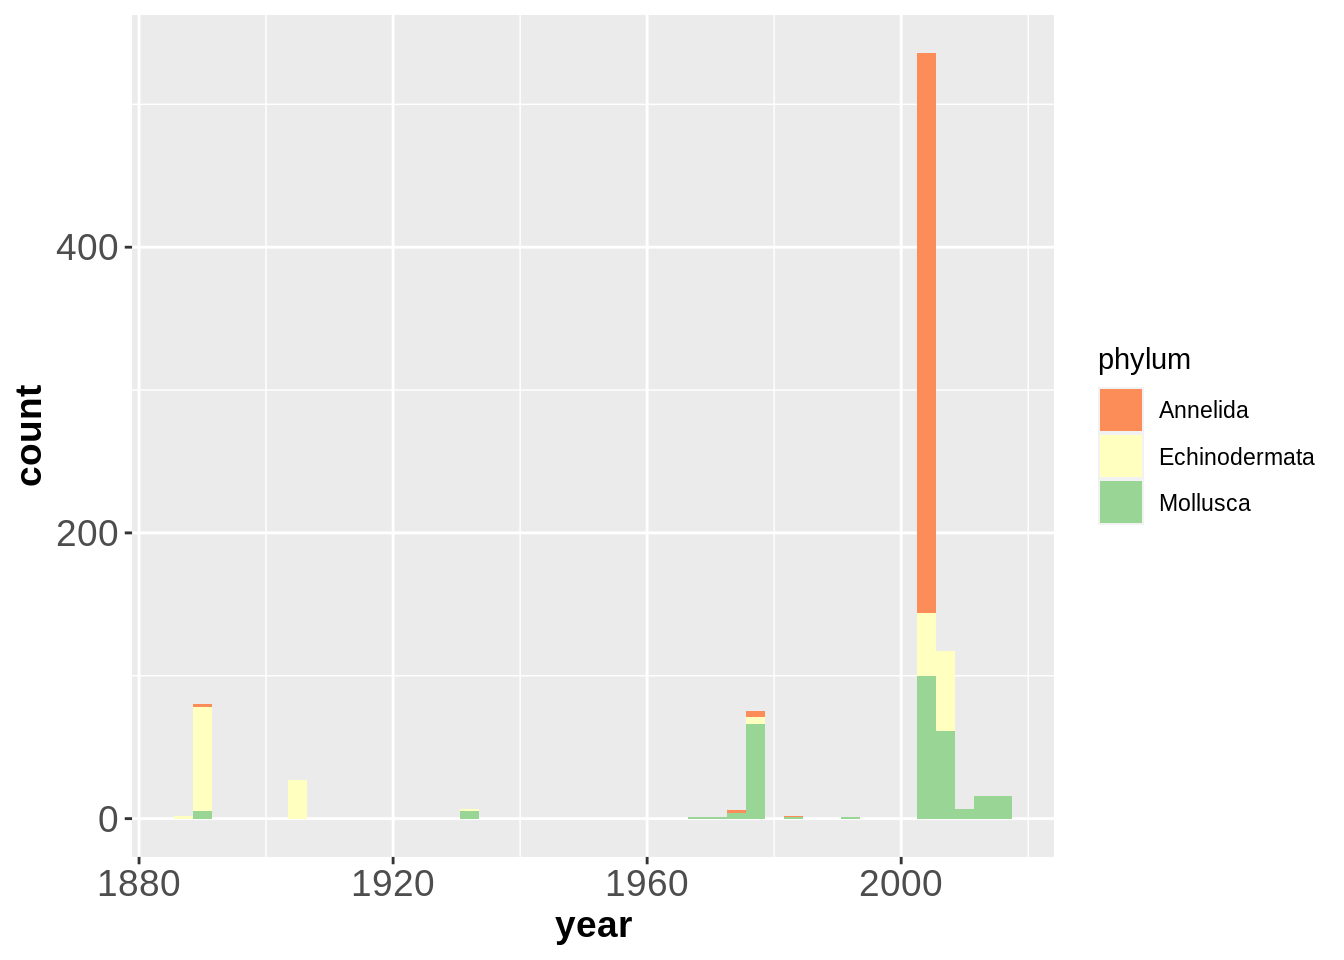 400
200
0
count
1880 1920 1960 2000
year
phylum
Annelida
Echinodermata
Mollusca